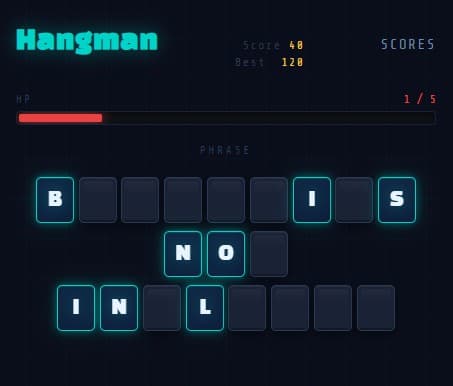 Hangman
Score 40
Best 120
SCORES
HP 1 / 5
PHRASE
B I S
N O
I N L